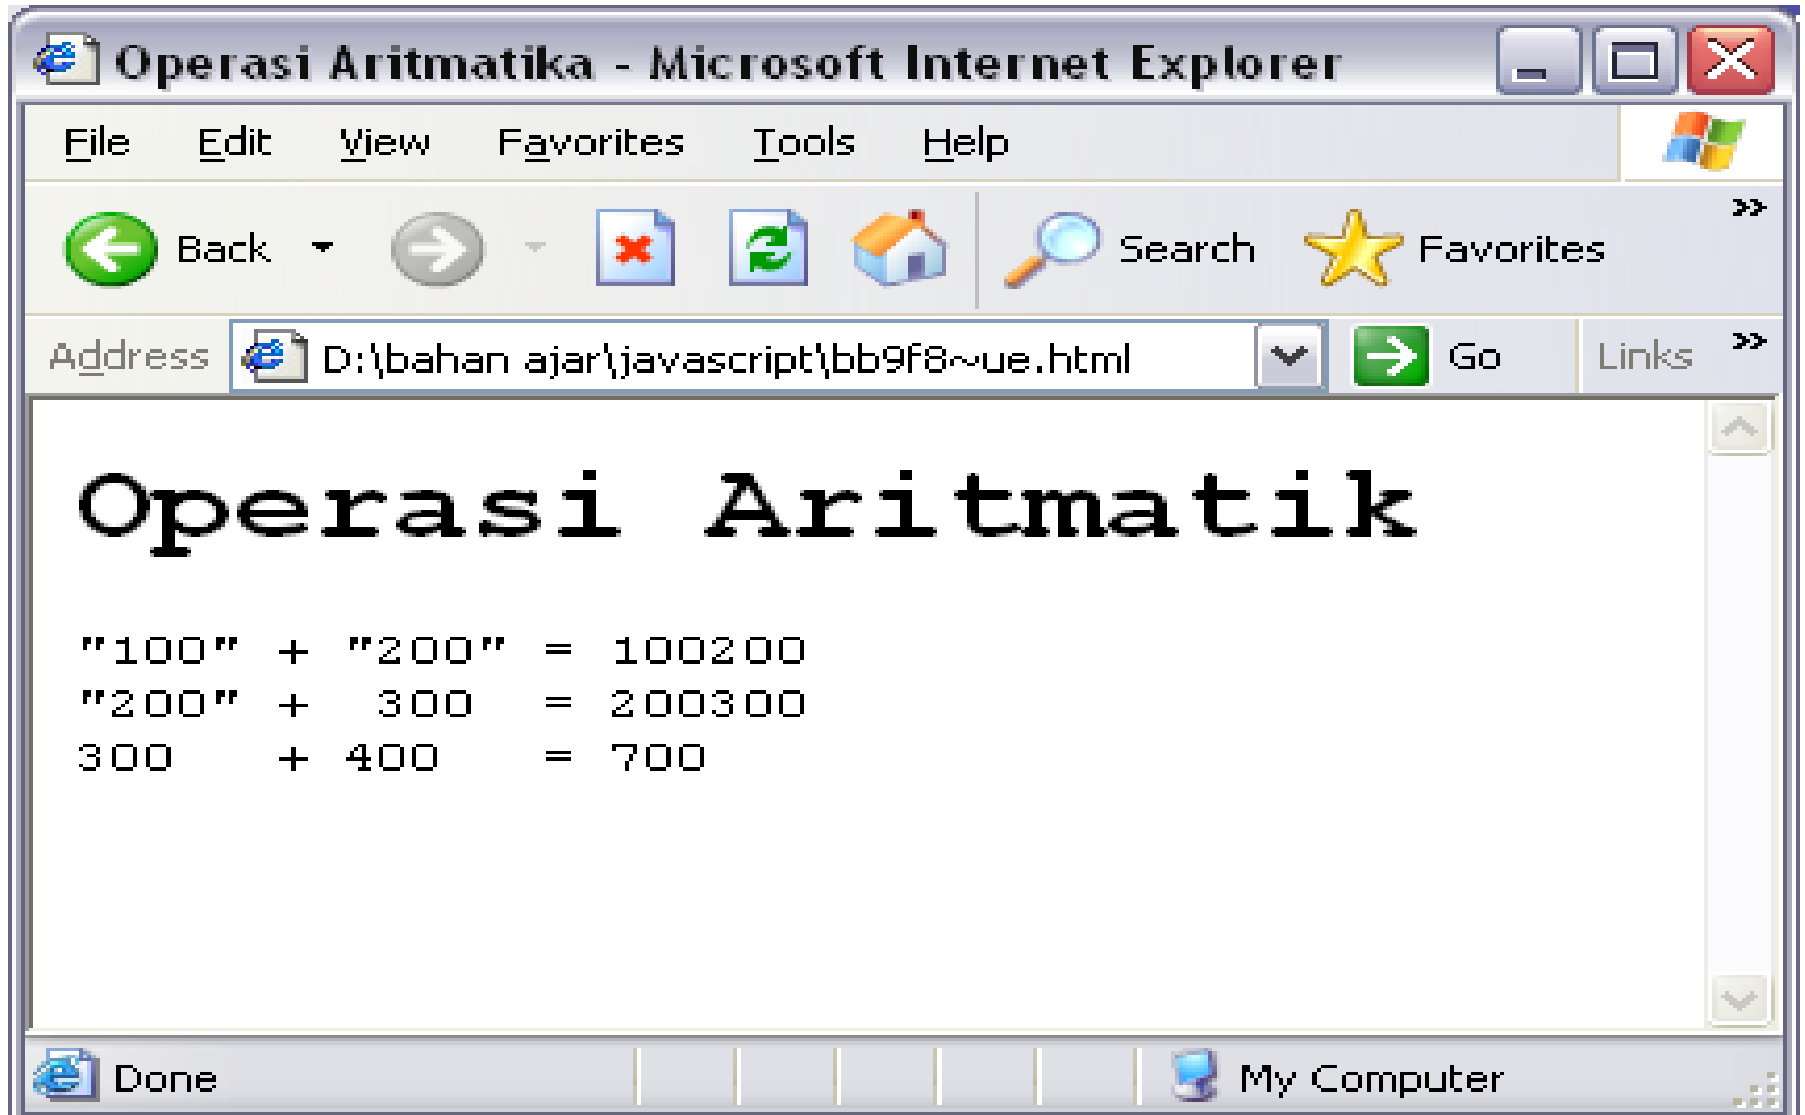 Operasi Aritmatika - Microsoft Internet Explorer
File Edit View Favorites Tools Help
Back Search Favorites »
Address D:\bahan ajar\javascript\bb9f8~ue.html Go Links »
Operasi Aritmatik
"100" + "200" = 100200
"200" +  300  = 200300
300   + 400   = 700
Done My Computer